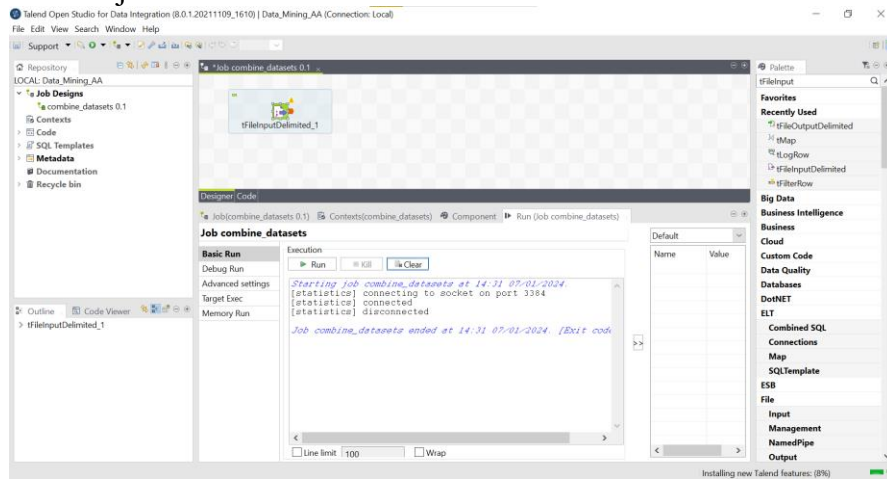 Talend Open Studio for Data Integration (8.0.1.20211109_1610) | Data_Mining_AA (Connection: Local)
File Edit View Search Window Help
Support
Repository
LOCAL: Data_Mining_AA
Job Designs
combine_datasets 0.1
Contexts
Code
SQL Templates
Metadata
Documentation
Recycle bin
Outline Code Viewer
tFileInputDelimited_1
*Job combine_datasets 0.1
tFileInputDelimited_1
Designer Code
Job(combine_datasets 0.1) Contexts(combine_datasets) Component Run (Job combine_datasets)
Job combine_datasets
Basic Run
Debug Run
Advanced settings
Target Exec
Memory Run
Execution
Run Kill Clear
Starting job combine_datasets at 14:31 07/01/2024.
[statistics] connecting to socket on port 3384
[statistics] connected
[statistics] disconnected
Job combine_datasets ended at 14:31 07/01/2024. [Exit code
Line limit 100 Wrap
>>
Default
Name Value
Palette
tFileInput
Favorites
Recently Used
tFileOutputDelimited
tMap
tLogRow
tFileInputDelimited
tFilterRow
Big Data
Business Intelligence
Business
Cloud
Custom Code
Data Quality
Databases
DotNET
ELT
Combined SQL
Connections
Map
SQLTemplate
ESB
File
Input
Management
NamedPipe
Output
Installing new Talend features: (8%)